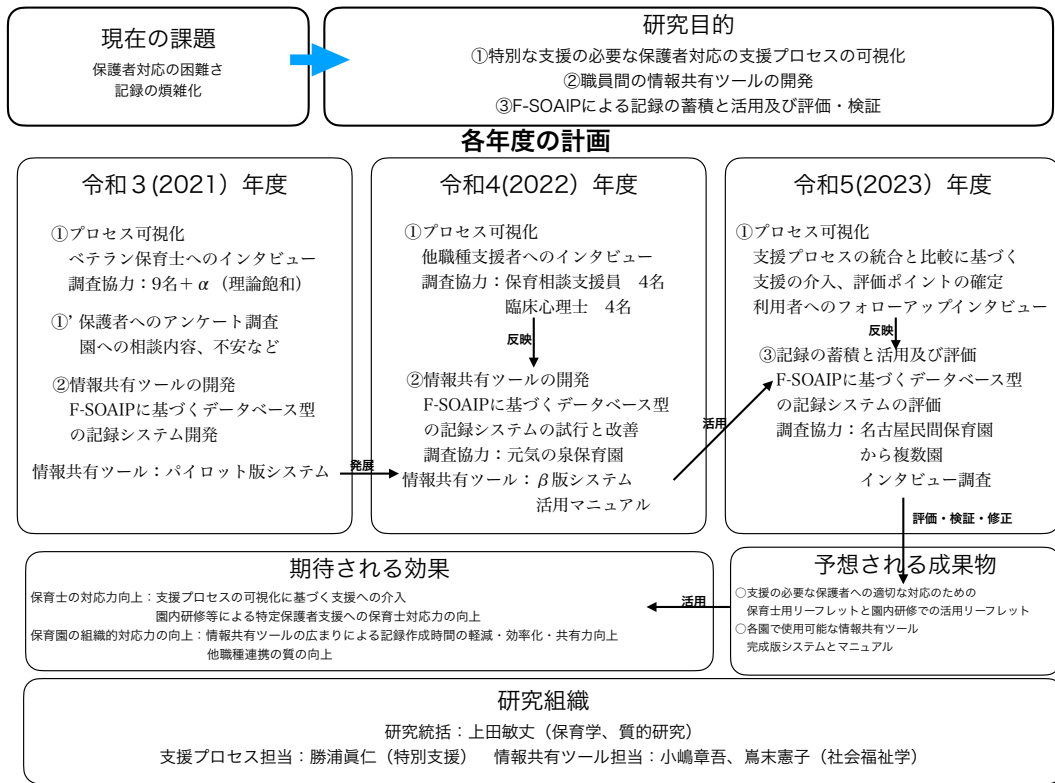 現在の課題
保護者対応の困難さ
記録の煩雑化
研究目的
①特別な支援の必要な保護者対応の支援プロセスの可視化
②職員間の情報共有ツールの開発
③F-SOAIPによる記録の蓄積と活用及び評価・検証
各年度の計画
令和３(2021）年度
①プロセス可視化
ベテラン保育士へのインタビュー
調査協力：9名＋α（理論飽和）
①’ 保護者へのアンケート調査
園への相談内容、不安など
②情報共有ツールの開発
F-SOAIPに基づくデータベース型
の記録システム開発
情報共有ツール：パイロット版システム
発展
令和4(2022）年度
①プロセス可視化
他職種支援者へのインタビュー
調査協力：保育相談支援員　4名
臨床心理士　4名
反映
②情報共有ツールの開発
F-SOAIPに基づくデータベース型
の記録システムの試行と改善
調査協力：元気の泉保育園
情報共有ツール：β版システム
活用マニュアル
活用
令和5(2023）年度
①プロセス可視化
支援プロセスの統合と比較に基づく
支援の介入、評価ポイントの確定
利用者へのフォローアップインタビュー
反映
③記録の蓄積と活用及び評価
F-SOAIPに基づくデータベース型
の記録システムの評価
調査協力：名古屋民間保育園
から複数園
インタビュー調査
評価・検証・修正
期待される効果
保育士の対応力向上：支援プロセスの可視化に基づく支援への介入
園内研修等による特定保護者支援への保育士対応力の向上
保育園の組織的対応力の向上：情報共有ツールの広まりによる記録作成時間の軽減・効率化・共有力向上
他職種連携の質の向上
活用
予想される成果物
○支援の必要な保護者への適切な対応のための
保育士用リーフレットと園内研修での活用リーフレット
○各園で使用可能な情報共有ツール
完成版システムとマニュアル
研究組織
研究統括：上田敏丈（保育学、質的研究）
支援プロセス担当：勝浦眞仁（特別支援）　情報共有ツール担当：小嶋章吾、嶌末憲子（社会福祉学）